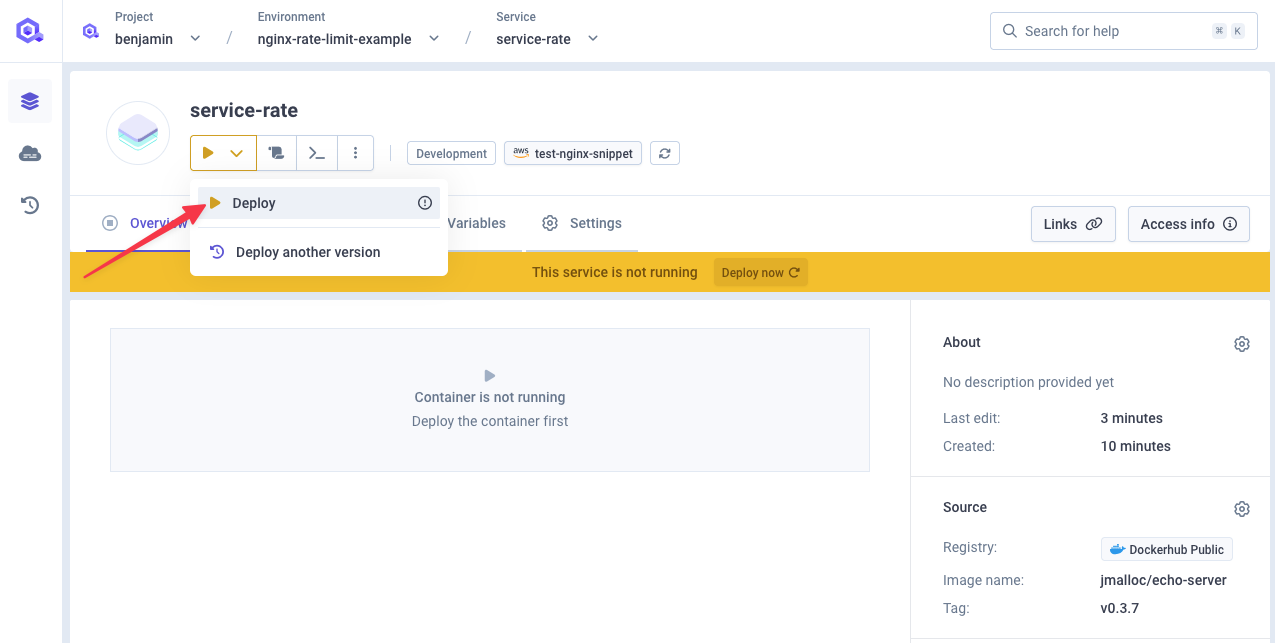 Project
benjamin
/
Environment
nginx-rate-limit-example
/
Service
service-rate
Search for help
⌘ K
service-rate
Development
aws test-nginx-snippet
Deploy
Deploy another version
Overview
Variables
Settings
Links
Access info
This service is not running
Deploy now
Container is not running
Deploy the container first
About
No description provided yet
Last edit: 3 minutes
Created: 10 minutes
Source
Registry: Dockerhub Public
Image name: jmalloc/echo-server
Tag: v0.3.7